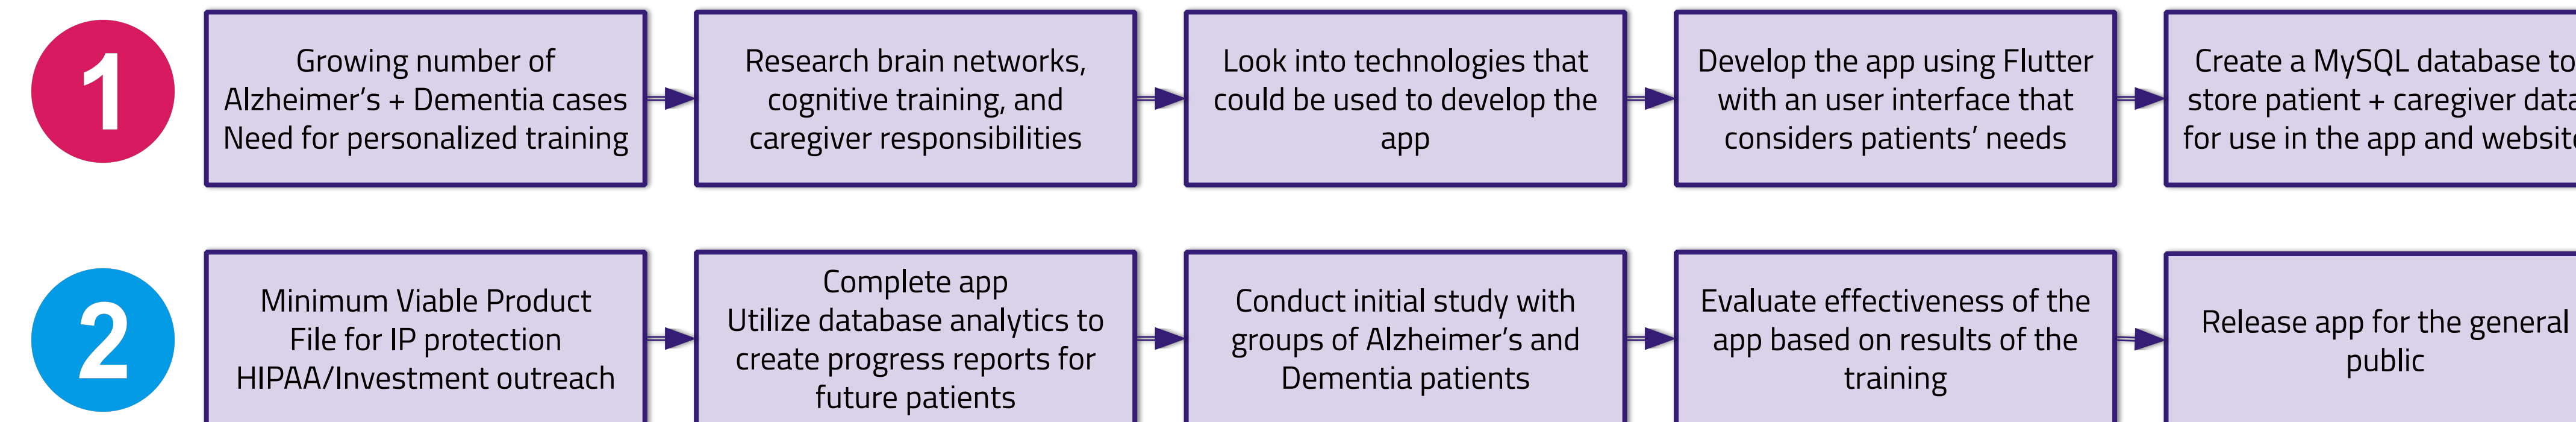 1
Growing number of
Alzheimer's + Dementia cases
Need for personalized training
Research brain networks,
cognitive training, and
caregiver responsibilities
Look into technologies that
could be used to develop the
app
Develop the app using Flutter
with an user interface that
considers patients' needs
Create a MySQL database to
store patient + caregiver data
for use in the app and website
2
Minimum Viable Product
File for IP protection
HIPAA/Investment outreach
Complete app
Utilize database analytics to
create progress reports for
future patients
Conduct initial study with
groups of Alzheimer's and
Dementia patients
Evaluate effectiveness of the
app based on results of the
training
Release app for the general
public